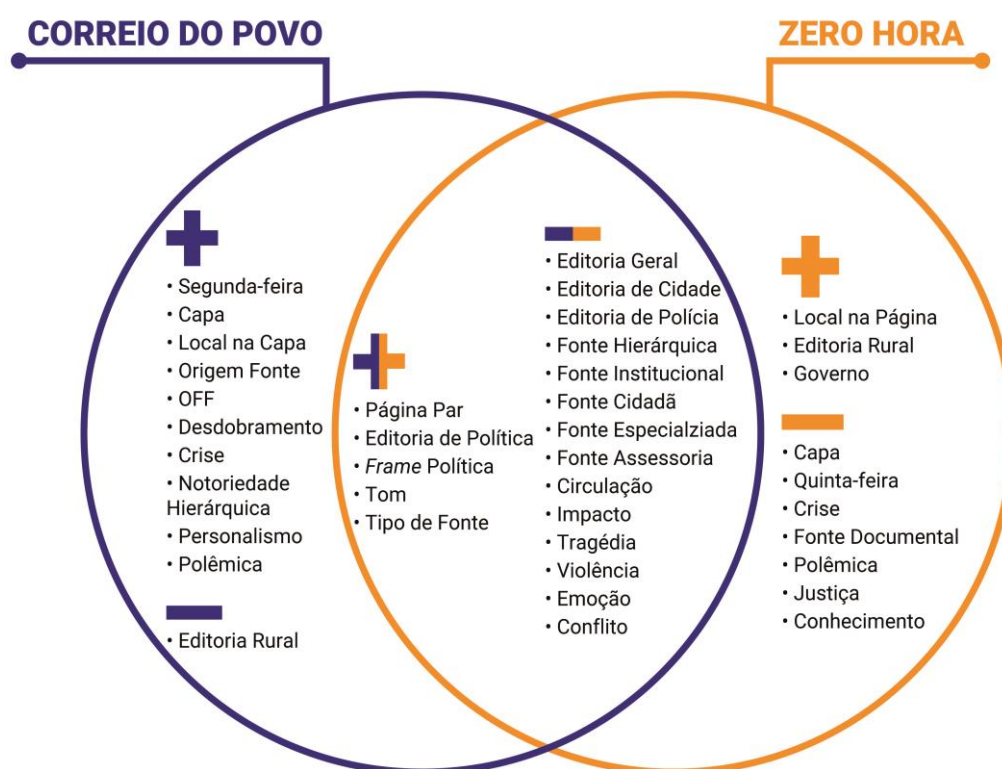 CORREIO DO POVO
ZERO HORA
• Segunda-feira
• Capa
• Local na Capa
• Origem Fonte
• OFF
• Desdobramento
• Crise
• Notoriedade
Hierárquica
• Personalismo
• Polêmica
• Editoria Rural
• Página Par
• Editoria de Política
• Frame Política
• Tom
• Tipo de Fonte
• Editoria Geral
• Editoria de Cidade
• Editoria de Polícia
• Fonte Hierárquica
• Fonte Institucional
• Fonte Cidadã
• Fonte Especialziada
• Fonte Assessoria
• Circulação
• Impacto
• Tragédia
• Violência
• Emoção
• Conflito
• Local na Página
• Editoria Rural
• Governo
• Capa
• Quinta-feira
• Crise
• Fonte Documental
• Polêmica
• Justiça
• Conhecimento